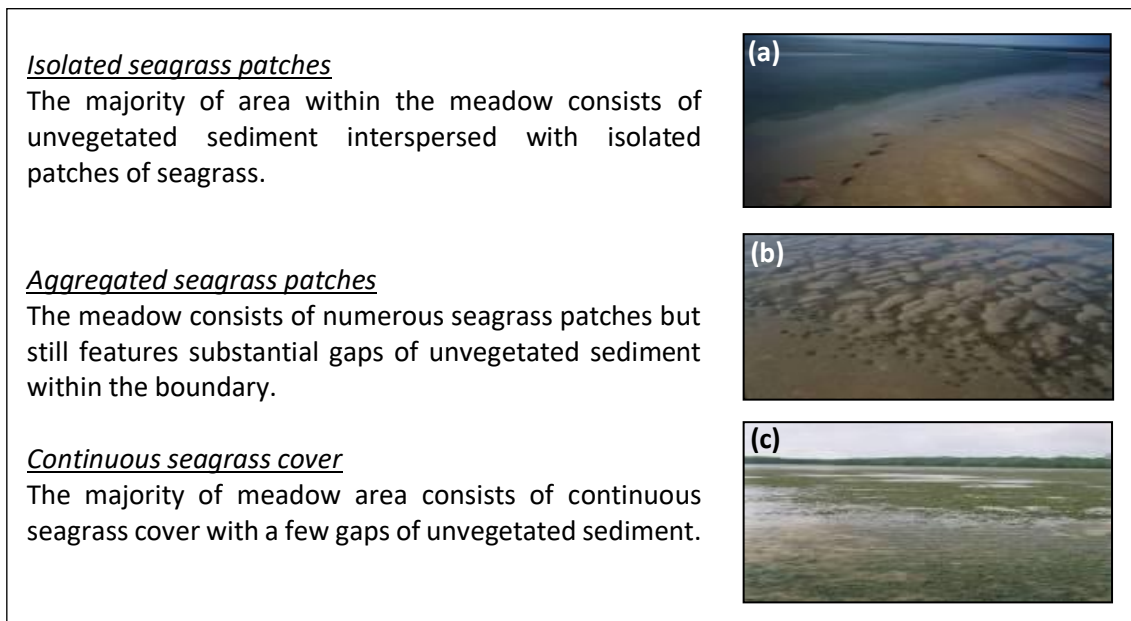 Isolated seagrass patches
The majority of area within the meadow consists of
unvegetated sediment interspersed with isolated
patches of seagrass.
(a)
Aggregated seagrass patches
The meadow consists of numerous seagrass patches but
still features substantial gaps of unvegetated sediment
within the boundary.
(b)
Continuous seagrass cover
The majority of meadow area consists of continuous
seagrass cover with a few gaps of unvegetated sediment.
(c)